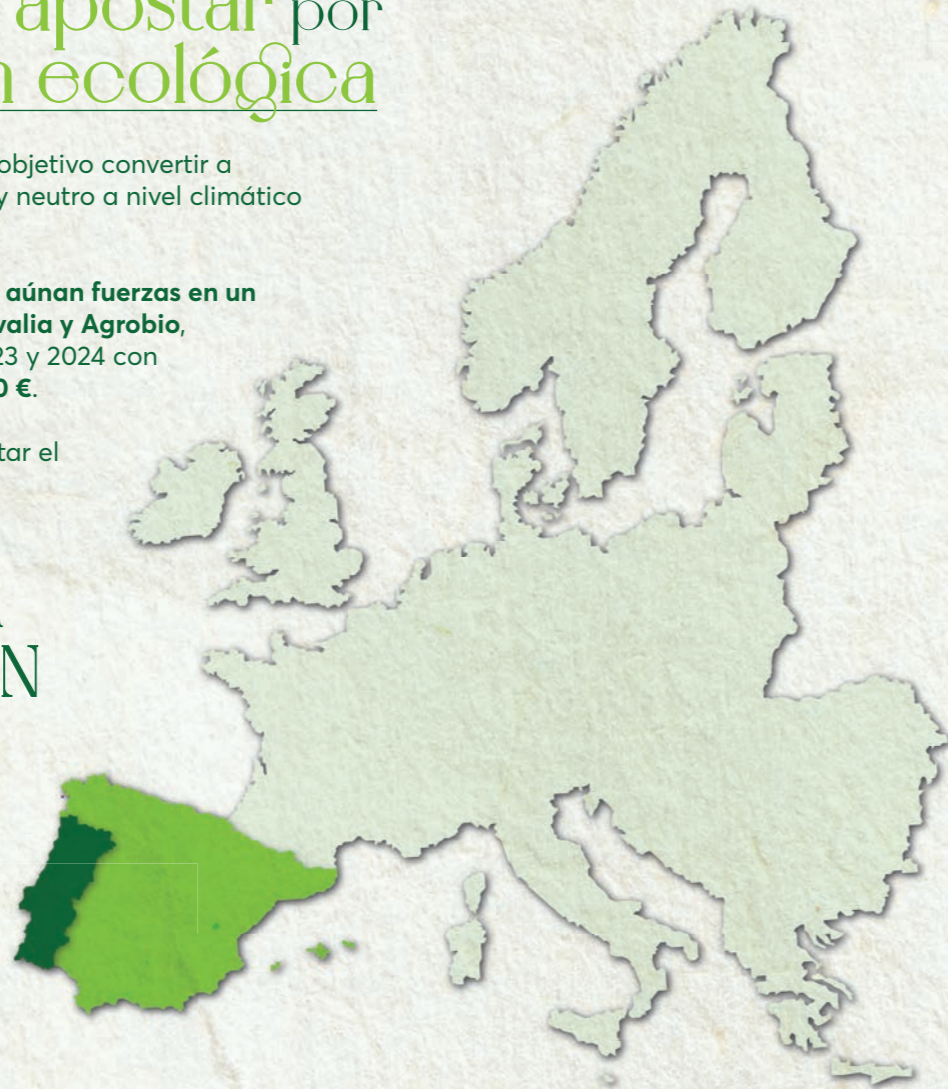 apostar por
n ecológica
objetivo convertir a
y neutro a nivel climático
aúnan fuerzas en un
valia y Agrobio,
23 y 2024 con
0 €.
tar el
N